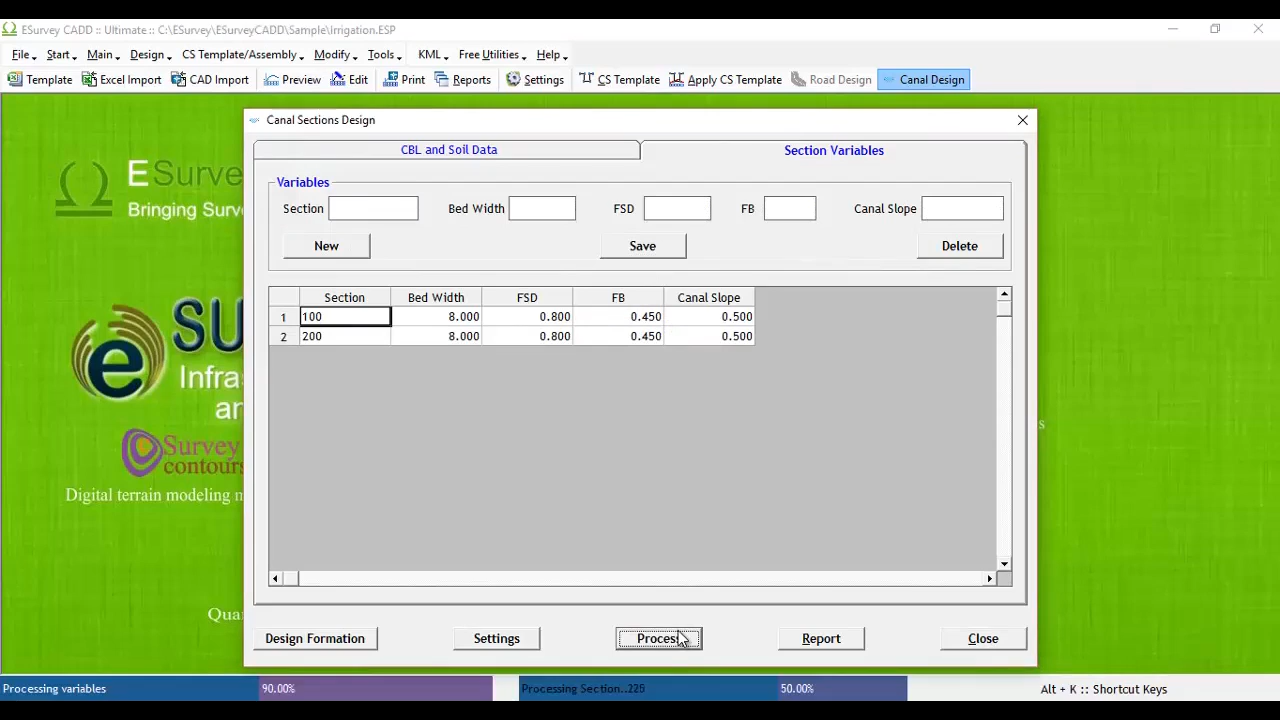 ESurvey CADD :: Ultimate :: C:\ESurvey\ESurveyCADD\Sample\Irrigation.ESP
File Start Main Design CS Template/Assembly Modify Tools KML Free Utilities Help
Template Excel Import CAD Import Preview Edit Print Reports Settings CS Template Apply CS Template Road Design Canal Design
Canal Sections Design
CBL and Soil Data Section Variables
Variables
Section Bed Width FSD FB Canal Slope
New Save Delete
Section Bed Width FSD FB Canal Slope
1 100 8.000 0.800 0.450 0.500
2 200 8.000 0.800 0.450 0.500
E Surve
Bringing Surv
e
SU
Infras
an
Survey
contours
Digital terrain modeling m
Qua
s
Design Formation Settings Process Report Close
Processing variables 90.00% Processing Section..225 50.00% Alt + K :: Shortcut Keys